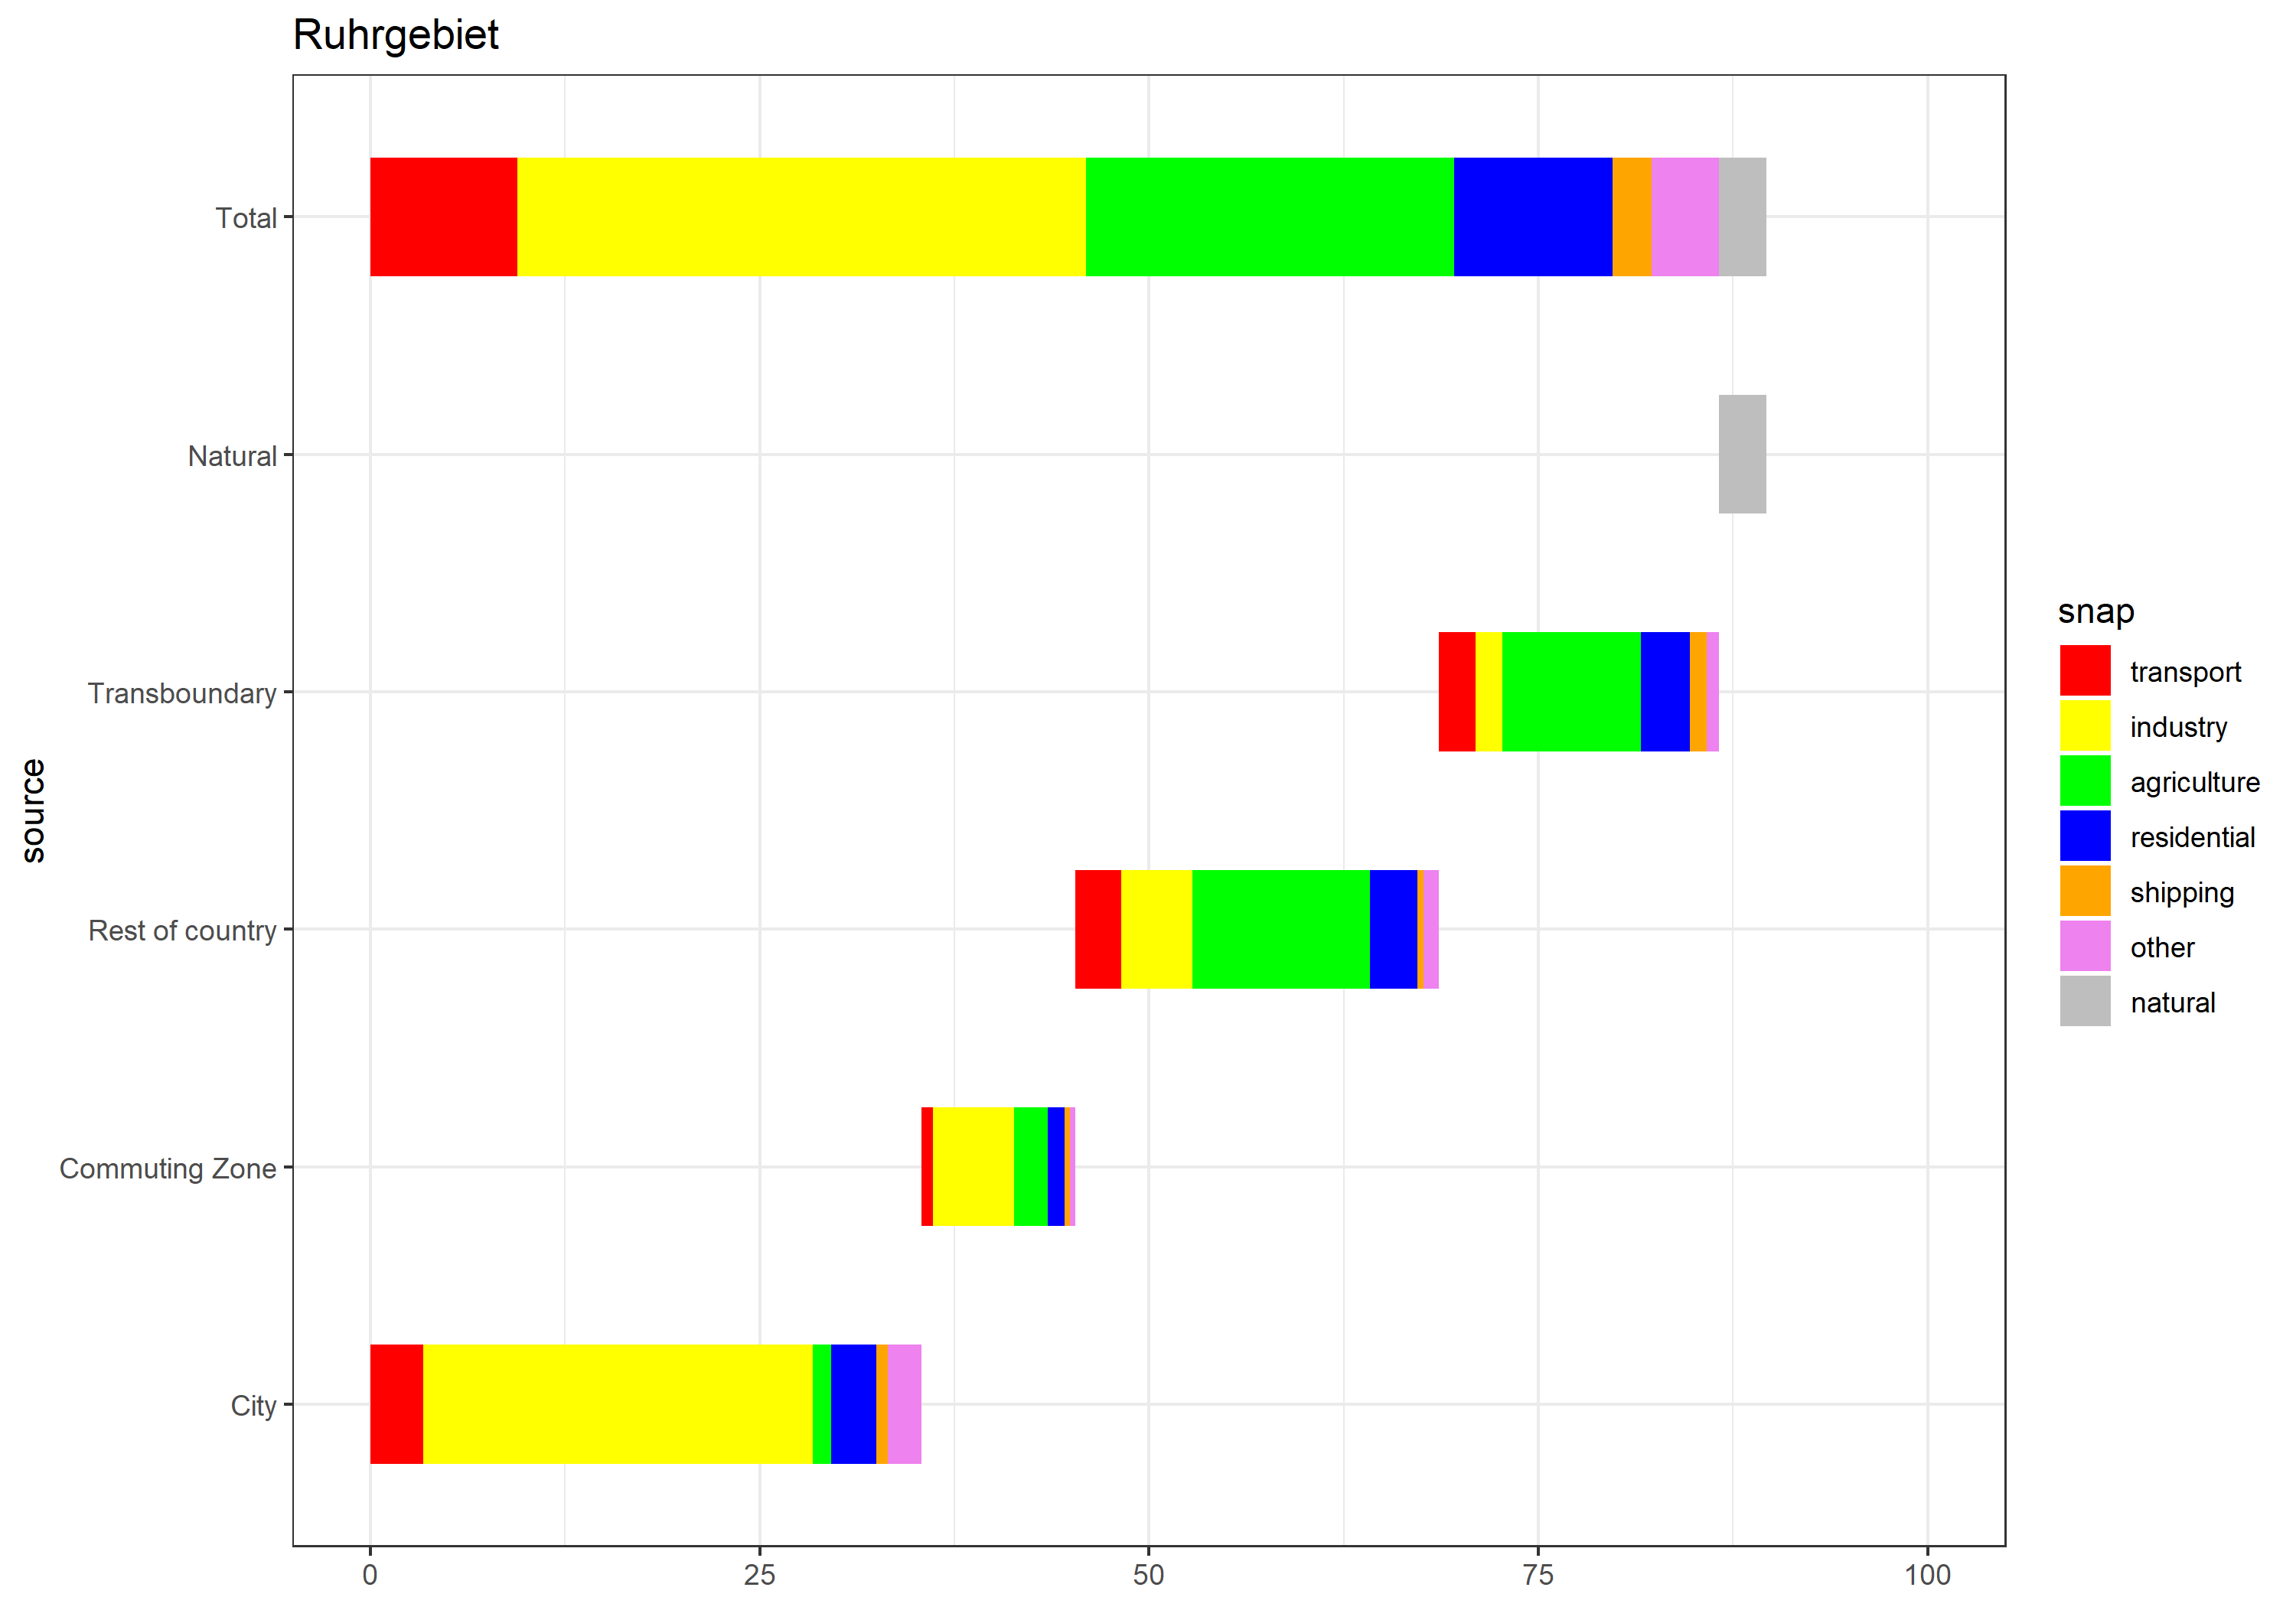 Ruhrgebiet
source
Total
Natural
Transboundary
Rest of country
Commuting Zone
City
0 25 50 75 100
snap
transport
industry
agriculture
residential
shipping
other
natural